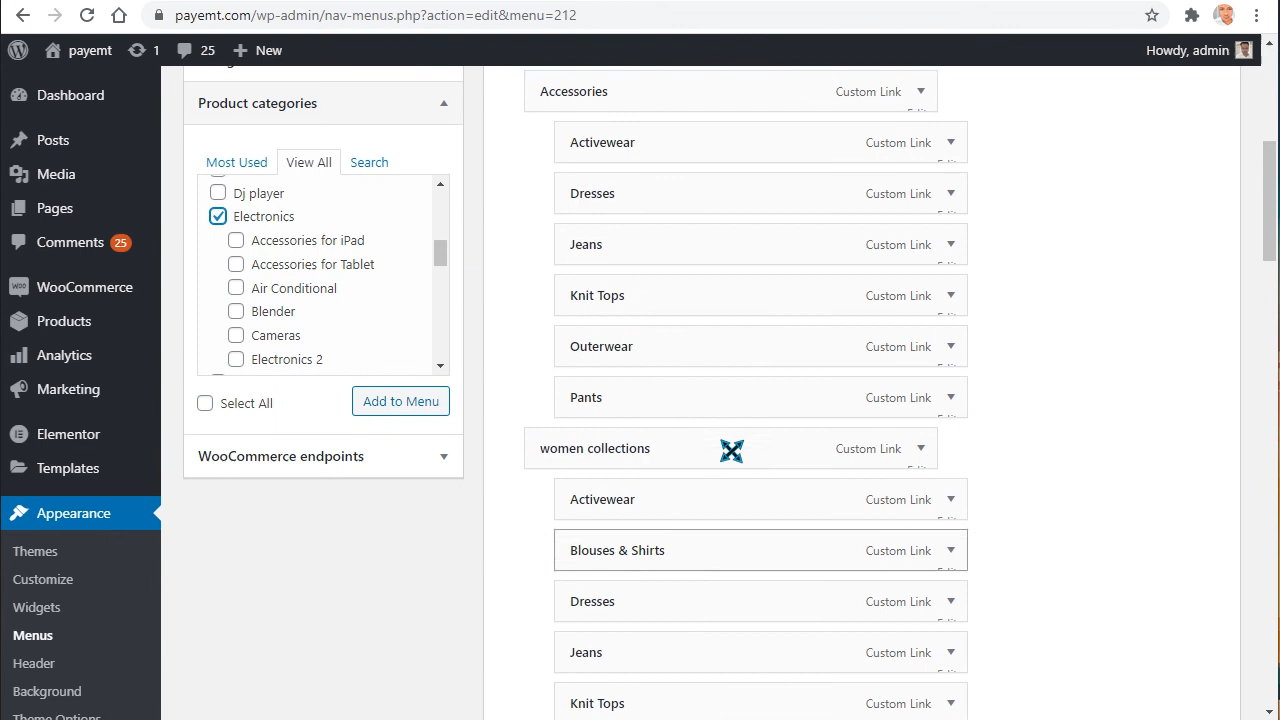 payemt.com/wp-admin/nav-menus.php?action=edit&menu=212
payemt
1
25
New
Howdy, admin
Dashboard
Posts
Media
Pages
Comments 25
WooCommerce
Products
Analytics
Marketing
Elementor
Templates
Appearance
Themes
Customize
Widgets
Menus
Header
Background
Theme Options
Product categories
Most Used
View All
Search
Dj player
Electronics
Accessories for iPad
Accessories for Tablet
Air Conditional
Blender
Cameras
Electronics 2
Select All
Add to Menu
WooCommerce endpoints
Accessories Custom Link
Activewear Custom Link
Dresses Custom Link
Jeans Custom Link
Knit Tops Custom Link
Outerwear Custom Link
Pants Custom Link
women collections Custom Link
Activewear Custom Link
Blouses & Shirts Custom Link
Dresses Custom Link
Jeans Custom Link
Knit Tops Custom Link